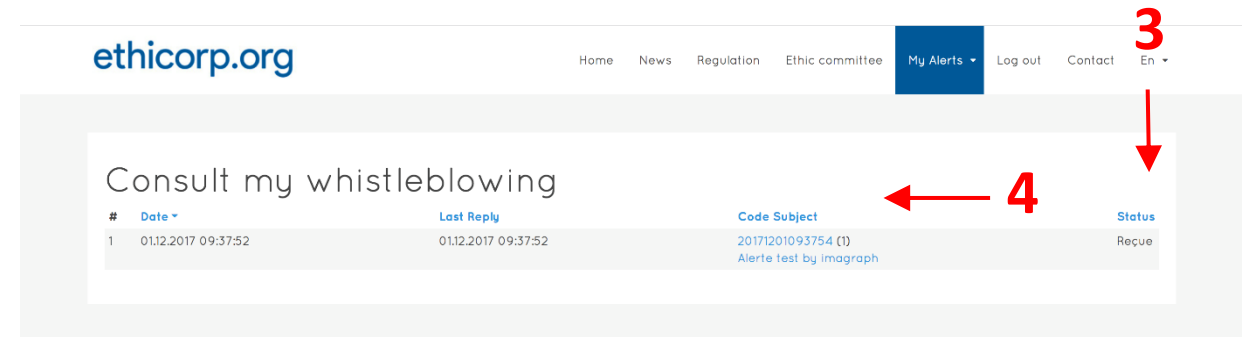 3
ethicorp.org
Home News Regulation Ethic committee My Alerts Log out Contact En
Consult my whistleblowing
4
# Date Last Reply Code Subject Status
1 01.12.2017 09:37:52 01.12.2017 09:37:52 20171201093754 (1) Reçue
Alerte test by imagraph